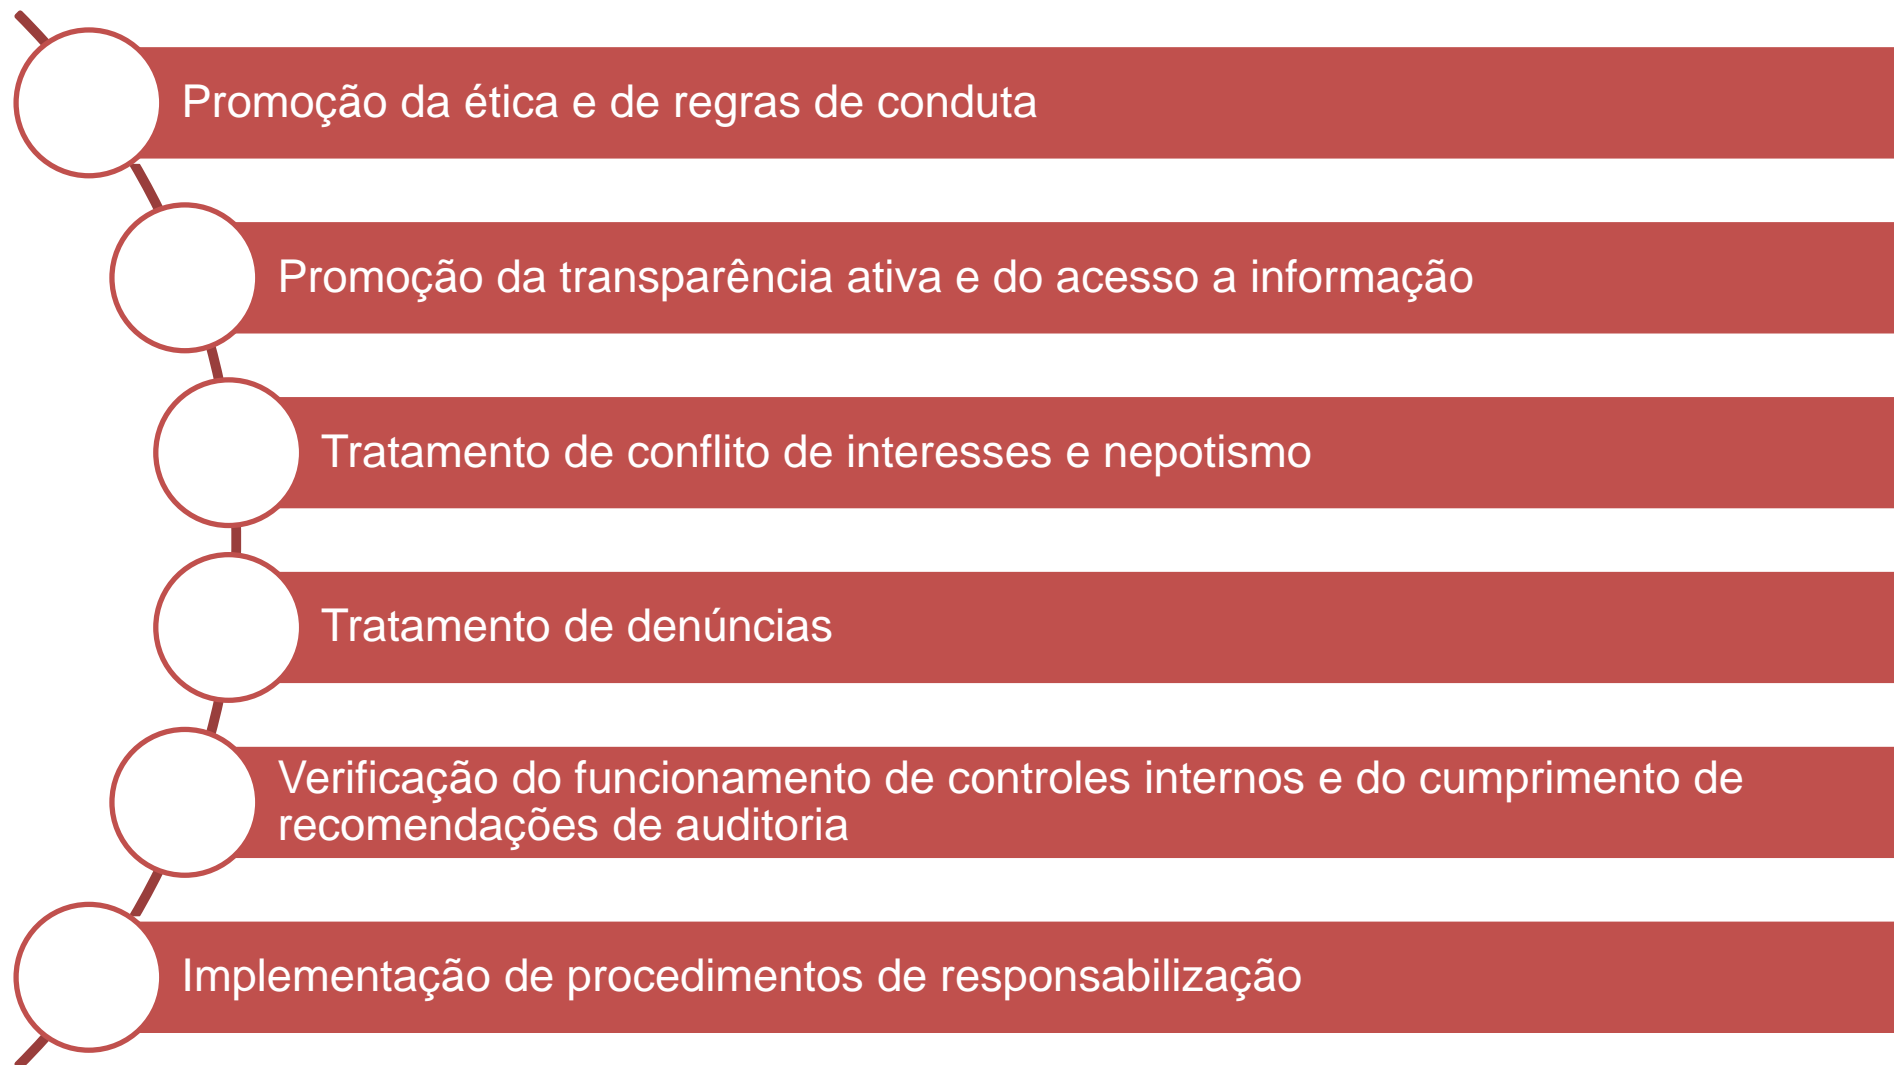 Promoção da ética e de regras de conduta
Promoção da transparência ativa e do acesso a informação
Tratamento de conflito de interesses e nepotismo
Tratamento de denúncias
Verificação do funcionamento de controles internos e do cumprimento de
recomendações de auditoria
Implementação de procedimentos de responsabilização